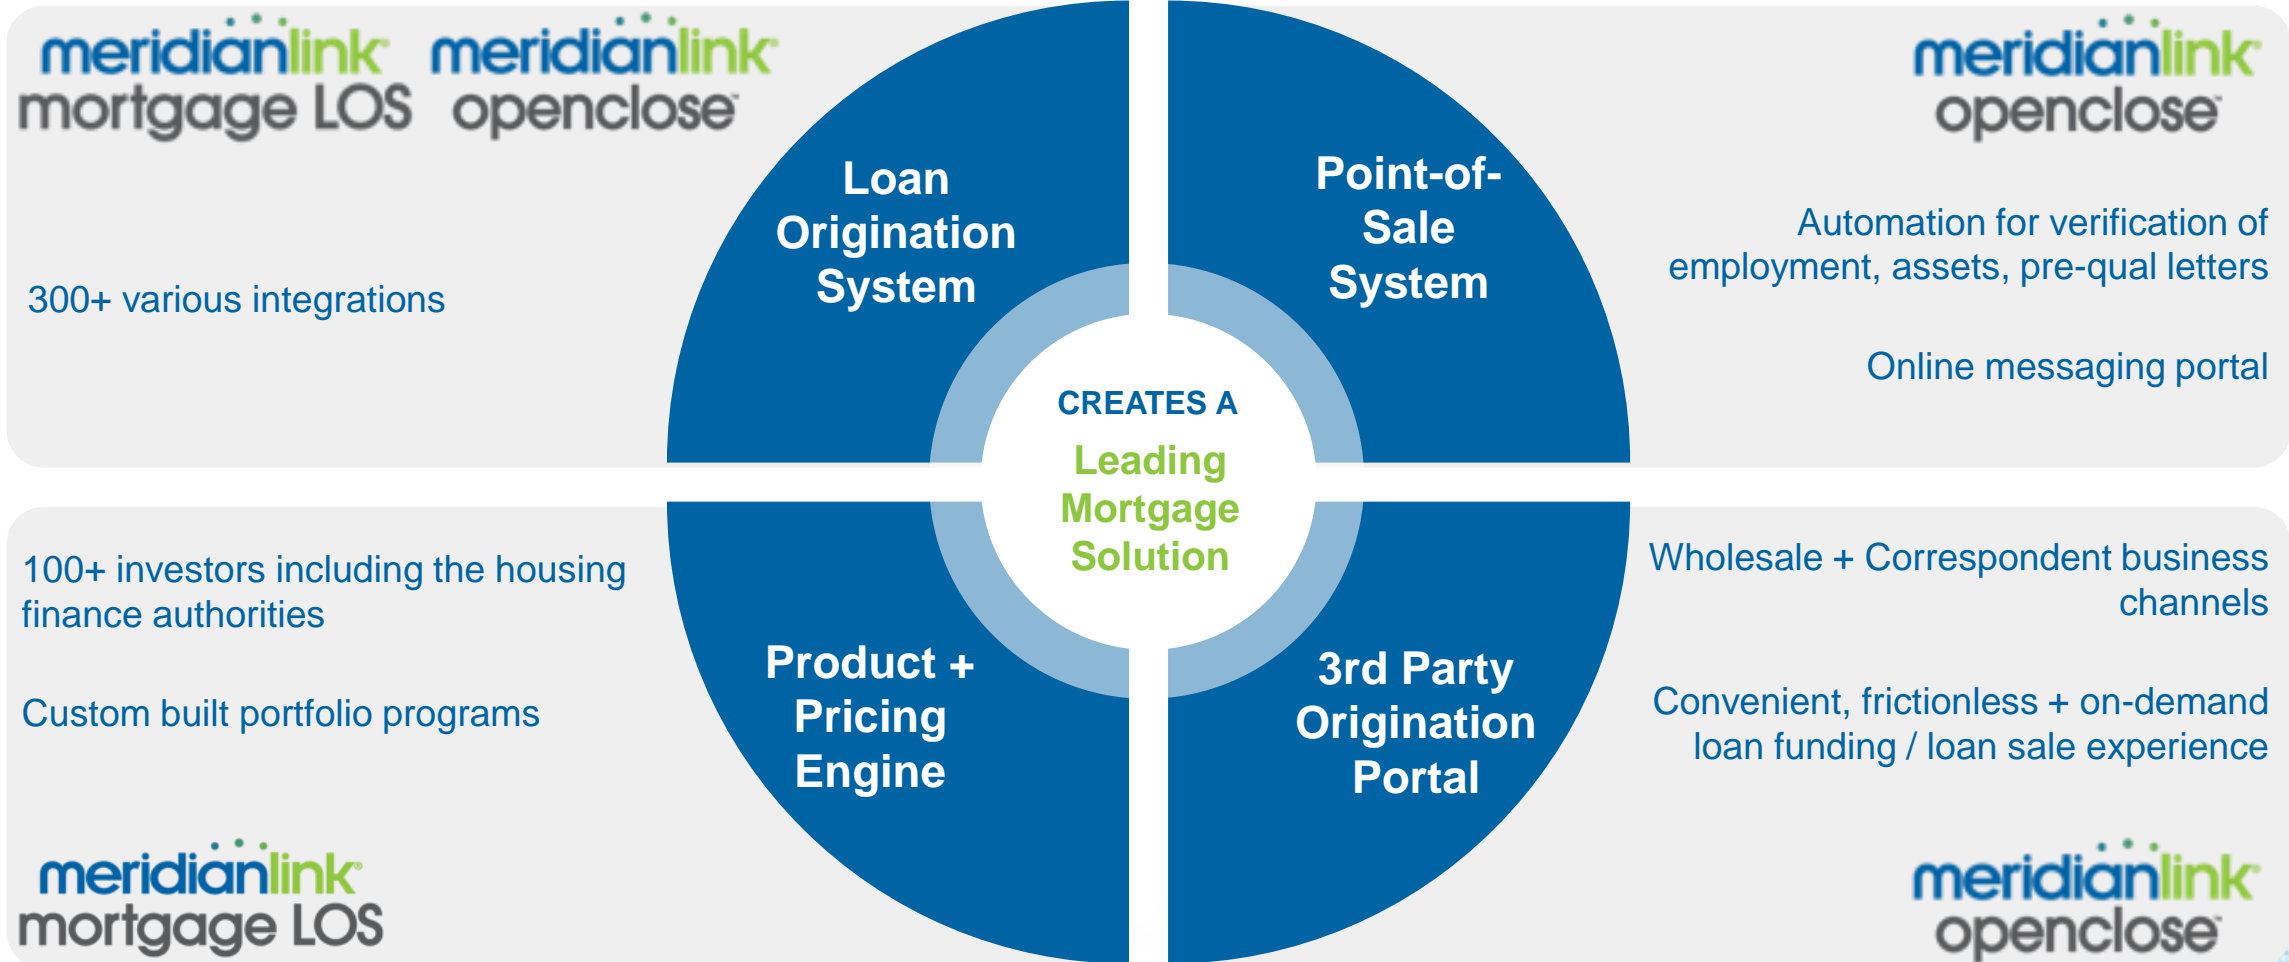 meridianlink®
mortgage LOS
meridianlink®
openclose™
300+ various integrations
Loan
Origination
System
Point-of-
Sale
System
meridianlink®
openclose™
Automation for verification of
employment, assets, pre-qual letters
Online messaging portal
CREATES A
Leading
Mortgage
Solution
100+ investors including the housing
finance authorities
Custom built portfolio programs
meridianlink®
mortgage LOS
Product +
Pricing
Engine
3rd Party
Origination
Portal
Wholesale + Correspondent business
channels
Convenient, frictionless + on-demand
loan funding / loan sale experience
meridianlink®
openclose™